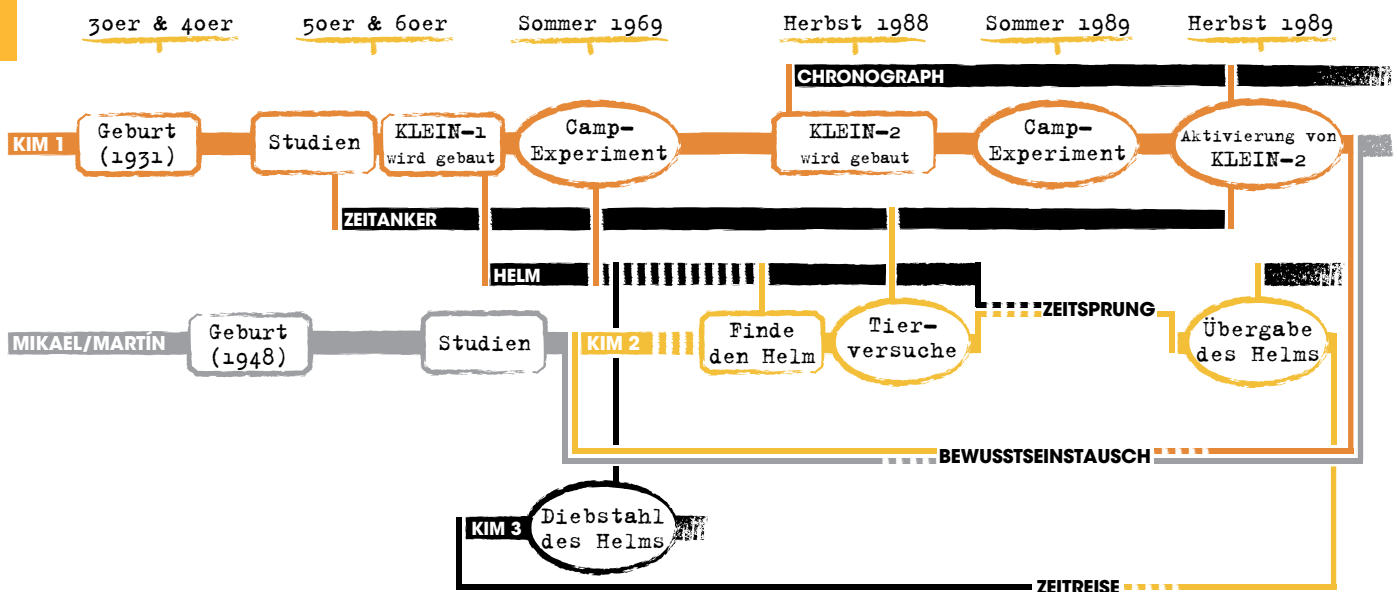 30er & 40er
50er & 60er
Sommer 1969
Herbst 1988
Sommer 1989
Herbst 1989
CHRONOGRAPH
KIM 1
Geburt
(1931)
Studien
KLEIN-1
wird gebaut
Camp-
Experiment
KLEIN-2
wird gebaut
Camp-
Experiment
Aktivierung von
KLEIN-2
ZEITANKER
HELM
MIKAEL/MARTÍN
Geburt
(1948)
Studien
KIM 2
Finde
den Helm
Tier-
versuche
ZEITSPRUNG
Übergabe
des Helms
BEWUSSTSEINSTAUSCH
KIM 3
Diebstahl
des Helms
ZEITREISE